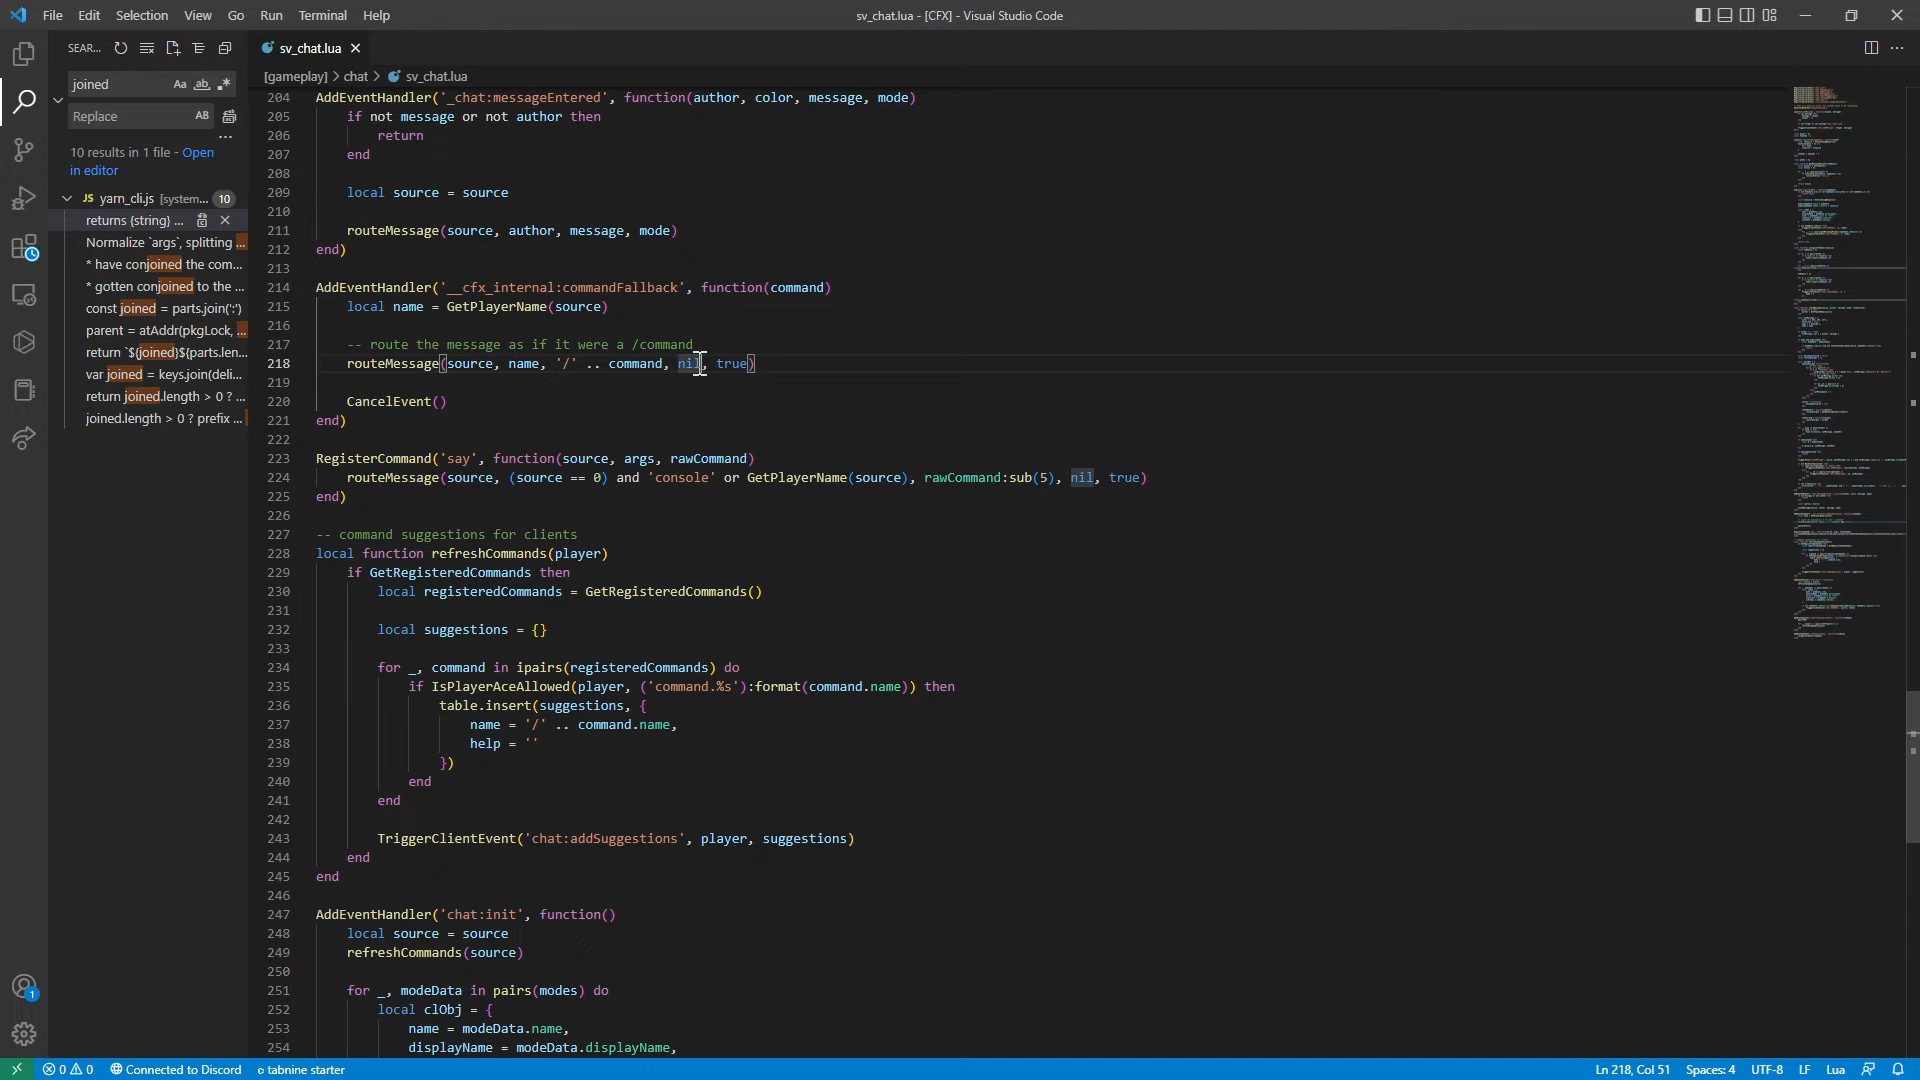 File Edit Selection View Go Run Terminal Help
sv_chat.lua - [CFX] - Visual Studio Code
SEAR...
joined
Aa ab
Replace
AB
10 results in 1 file - Open
in editor
JS yarn_cli.js [system... 10
returns {string} ...
Normalize `args`, splitting ...
* have conjoined the com...
* gotten conjoined to the ...
const joined = parts.join(':')
parent = atAddr(pkgLock, ...
return `${joined}${parts.len...
var joined = keys.join(deli...
return joined.length > 0 ? ...
joined.length > 0 ? prefix ...
1
sv_chat.lua
[gameplay] > chat > sv_chat.lua
204 AddEventHandler('_chat:messageEntered', function(author, color, message, mode)
205 if not message or not author then
206 return
207 end
208
209 local source = source
210
211 routeMessage(source, author, message, mode)
212 end)
213
214 AddEventHandler('__cfx_internal:commandFallback', function(command)
215 local name = GetPlayerName(source)
216
217 -- route the message as if it were a /command
218 routeMessage(source, name, '/' .. command, nil, true)
219
220 CancelEvent()
221 end)
222
223 RegisterCommand('say', function(source, args, rawCommand)
224 routeMessage(source, (source == 0) and 'console' or GetPlayerName(source), rawCommand:sub(5), nil, true)
225 end)
226
227 -- command suggestions for clients
228 local function refreshCommands(player)
229 if GetRegisteredCommands then
230 local registeredCommands = GetRegisteredCommands()
231
232 local suggestions = {}
233
234 for _, command in ipairs(registeredCommands) do
235 if IsPlayerAceAllowed(player, ('command.%s'):format(command.name)) then
236 table.insert(suggestions, {
237 name = '/' .. command.name,
238 help = ''
239 })
240 end
241 end
242
243 TriggerClientEvent('chat:addSuggestions', player, suggestions)
244 end
245 end
246
247 AddEventHandler('chat:init', function()
248 local source = source
249 refreshCommands(source)
250
251 for _, modeData in pairs(modes) do
252 local clObj = {
253 name = modeData.name,
254 displayName = modeData.displayName,
0 0 Connected to Discord tabnine starter
Ln 218, Col 51 Spaces: 4 UTF-8 LF Lua